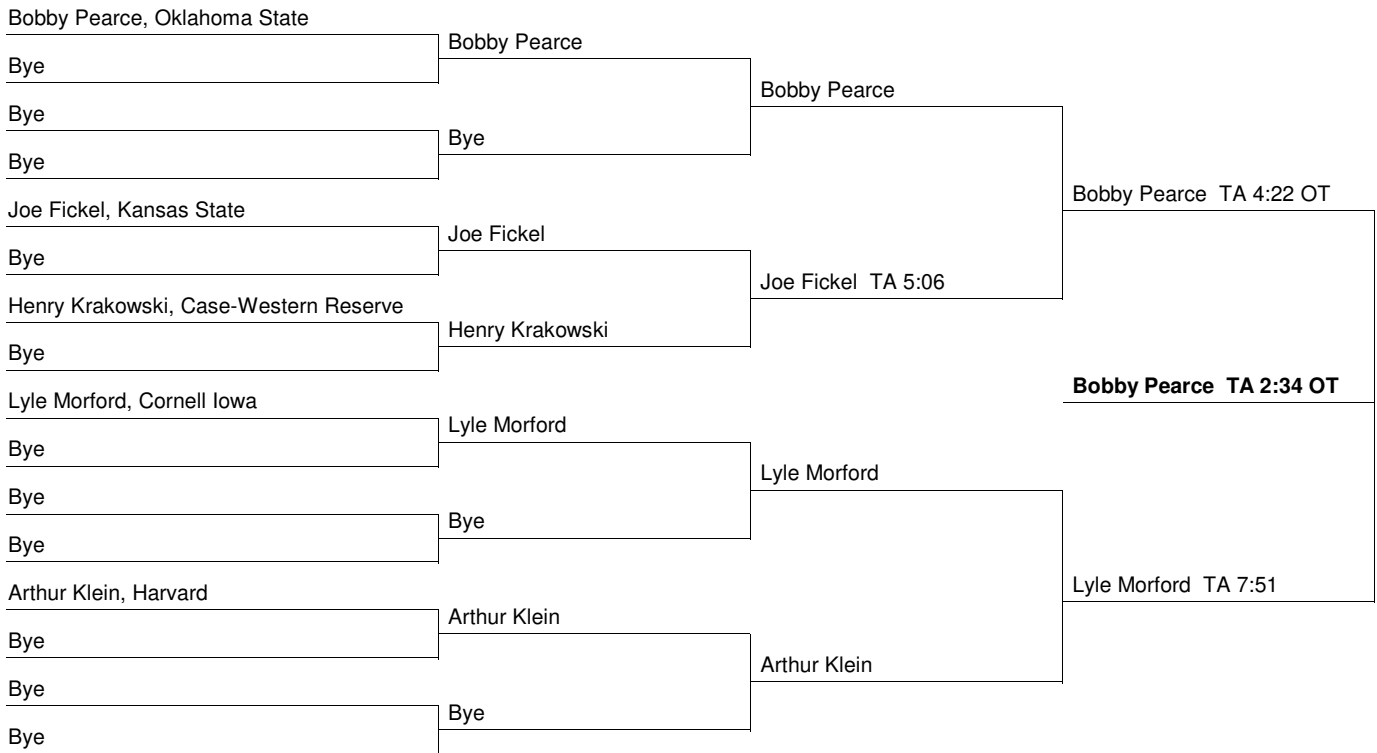 Bobby Pearce, Oklahoma State
Bye
Bye
Bye
Joe Fickel, Kansas State
Bye
Henry Krakowski, Case-Western Reserve
Bye
Lyle Morford, Cornell Iowa
Bye
Bye
Bye
Arthur Klein, Harvard
Bye
Bye
Bye
Bobby Pearce
Bye
Joe Fickel
Henry Krakowski
Lyle Morford
Bye
Arthur Klein
Bye
Bobby Pearce
Joe Fickel TA 5:06
Lyle Morford
Arthur Klein
Bobby Pearce TA 4:22 OT
Lyle Morford TA 7:51
Bobby Pearce TA 2:34 OT